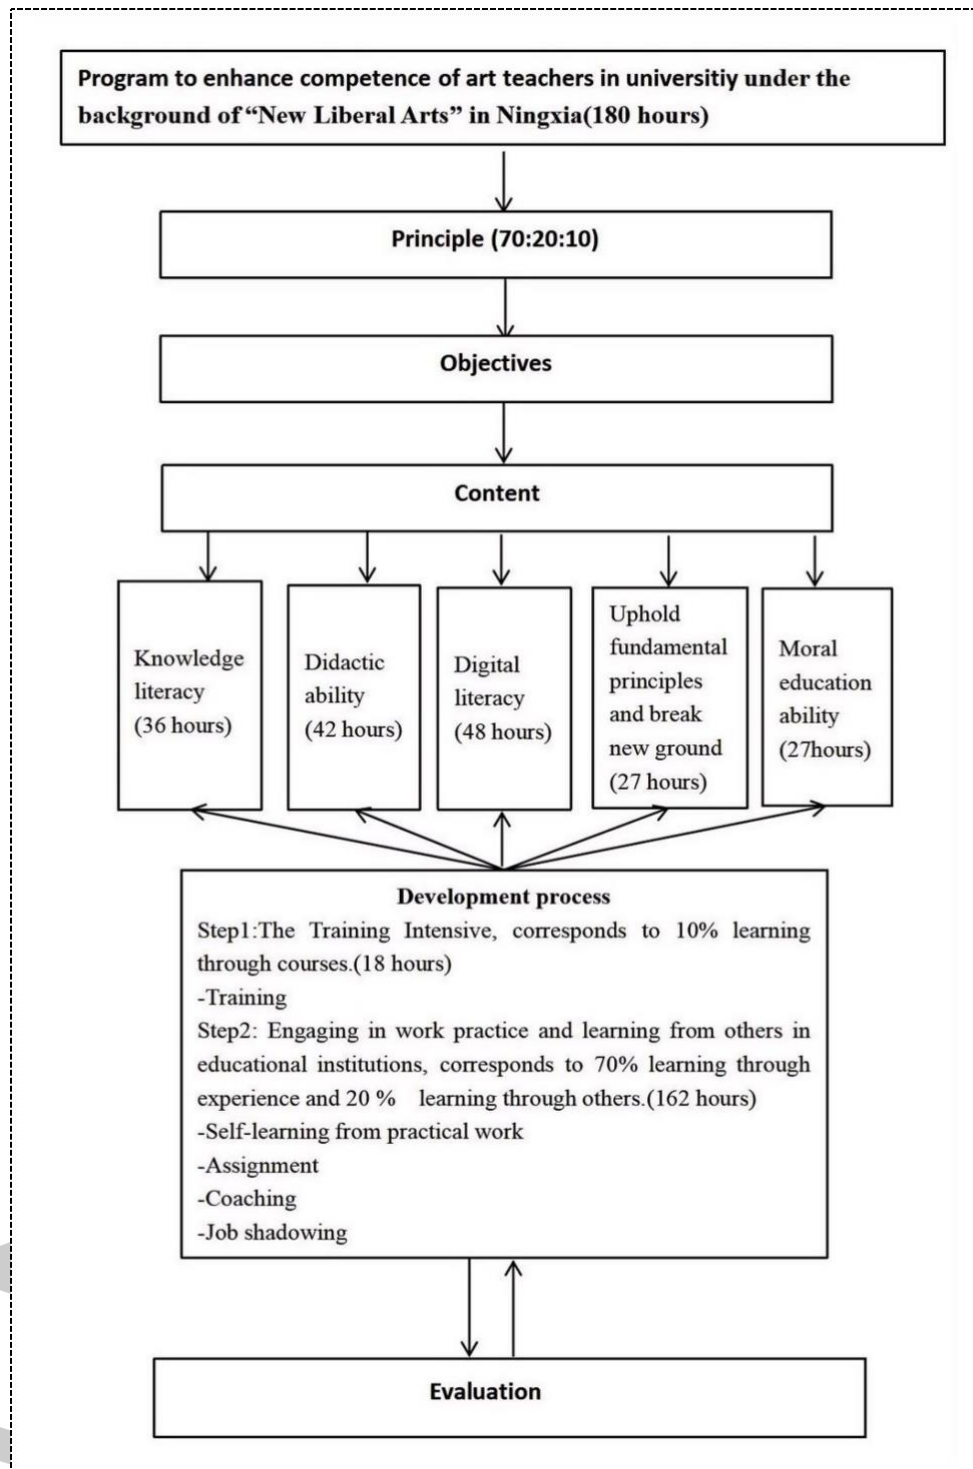 Program to enhance competence of art teachers in universitiy under the
background of “New Liberal Arts” in Ningxia(180 hours)
Principle (70:20:10)
Objectives
Content
Knowledge
literacy
(36 hours)
Didactic
ability
(42 hours)
Digital
literacy
(48 hours)
Uphold
fundamental
principles
and break
new ground
(27 hours)
Moral
education
ability
(27hours)
Development process
Step1:The Training Intensive, corresponds to 10% learning
through courses.(18 hours)
-Training
Step2: Engaging in work practice and learning from others in
educational institutions, corresponds to 70% learning through
experience and 20 % learning through others.(162 hours)
-Self-learning from practical work
-Assignment
-Coaching
-Job shadowing
Evaluation